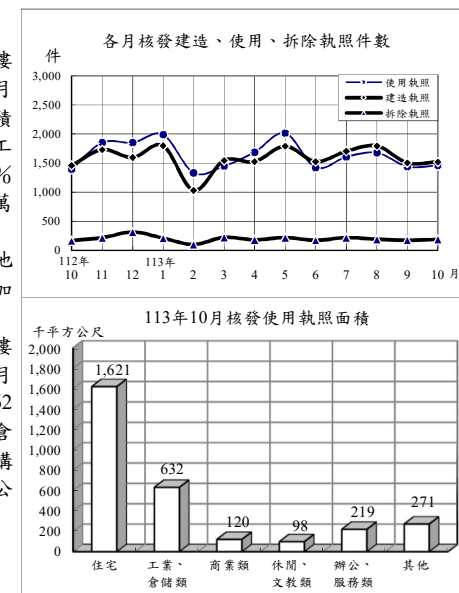 樓
月
積
工
%
萬
地
加
樓
月
62
倉
構
公
各月核發建造、使用、拆除執照件數
件
3,000
2,500
2,000
1,500
1,000
500
0
使用執照
建造執照
拆除執照
112年 113年
10 11 12 1 2 3 4 5 6 7 8 9 10 月
113年10月核發使用執照面積
千平方公尺
2,000
1,800
1,600
1,400
1,200
1,000
800
600
400
200
0
1,621
632
120
98
219
271
住宅 工業、 商業類 休閒、 辦公、 其他
倉儲類 文教類 服務類